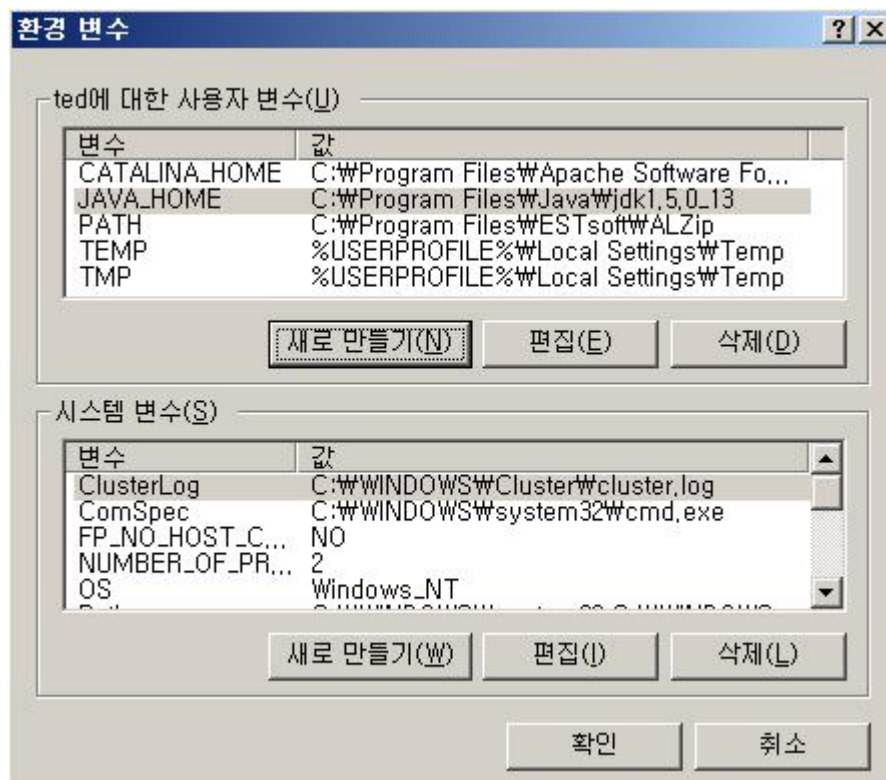 환경 변수
ted에 대한 사용자 변수(U)
변수 값
CATALINA_HOME C:₩Program Files₩Apache Software Fo...
JAVA_HOME C:₩Program Files₩Java₩jdk1.5.0_13
PATH C:₩Program Files₩ESTsoft₩ALZip
TEMP %USERPROFILE%₩Local Settings₩Temp
TMP %USERPROFILE%₩Local Settings₩Temp
새로 만들기(N) 편집(E) 삭제(D)
시스템 변수(S)
변수 값
ClusterLog C:₩WINDOWS₩Cluster₩cluster.log
ComSpec C:₩WINDOWS₩system32₩cmd.exe
FP_NO_HOST_C... NO
NUMBER_OF_PR... 2
OS Windows_NT
새로 만들기(W) 편집(I) 삭제(L)
확인 취소